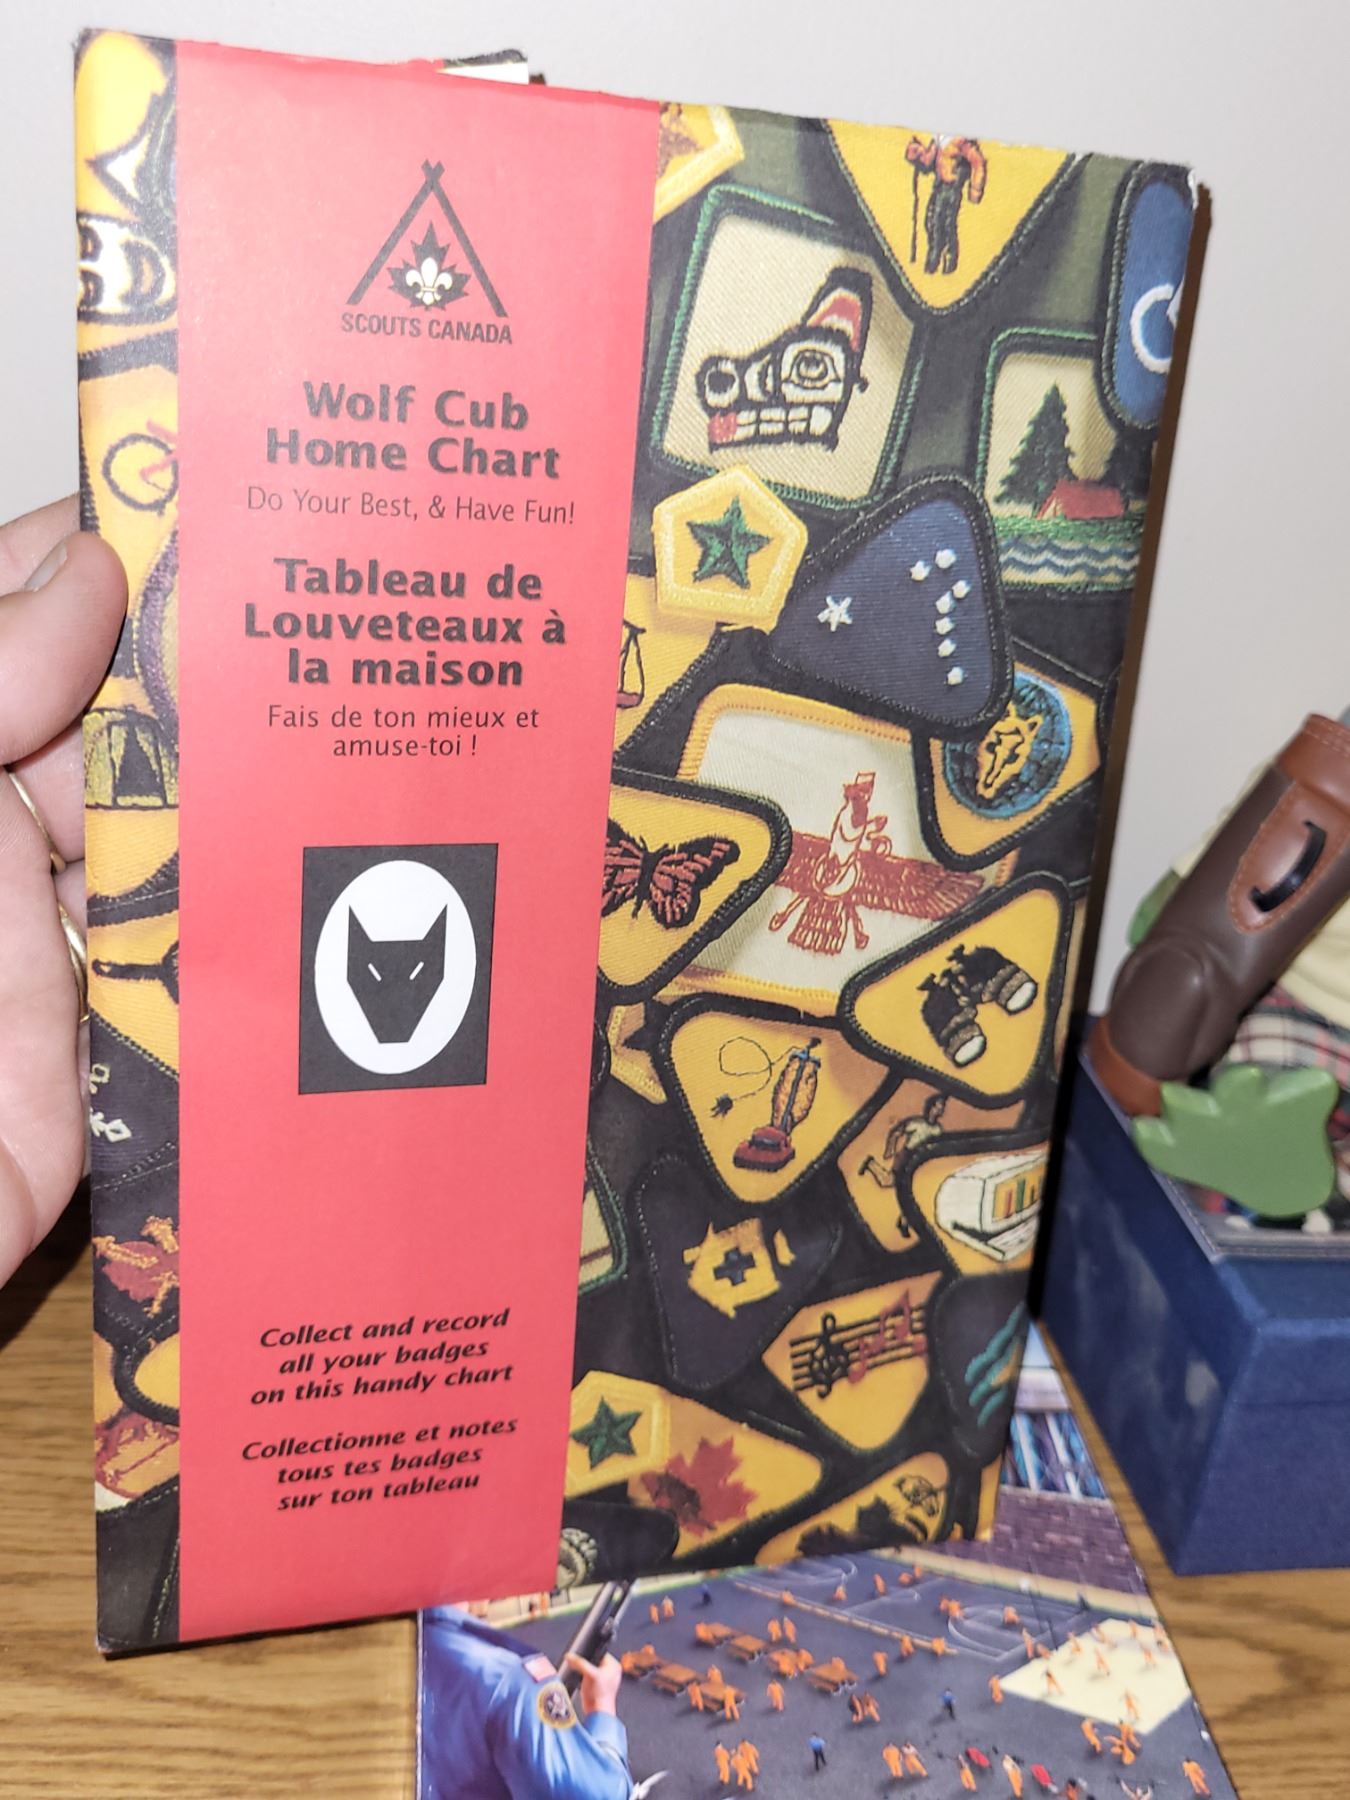 SCOUTS CANADA
Wolf Cub
Home Chart
Do Your Best, & Have Fun!
Tableau de
Louveteaux à
la maison
Fais de ton mieux et
amuse-toi !
Collect and record
all your badges
on this handy chart
Collectionne et notes
tous tes badges
sur ton tableau